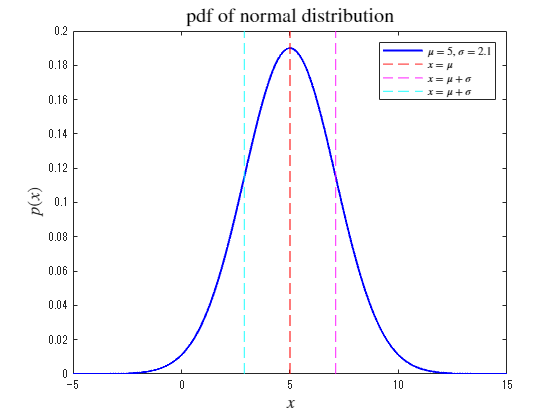 pdf of normal distribution
0.2
0.18
0.16
0.14
0.12
0.1
0.08
0.06
0.04
0.02
0
p(x)
μ = 5, σ = 2.1
x = μ
x = μ + σ
x = μ + σ
-5 0 5 10 15
x